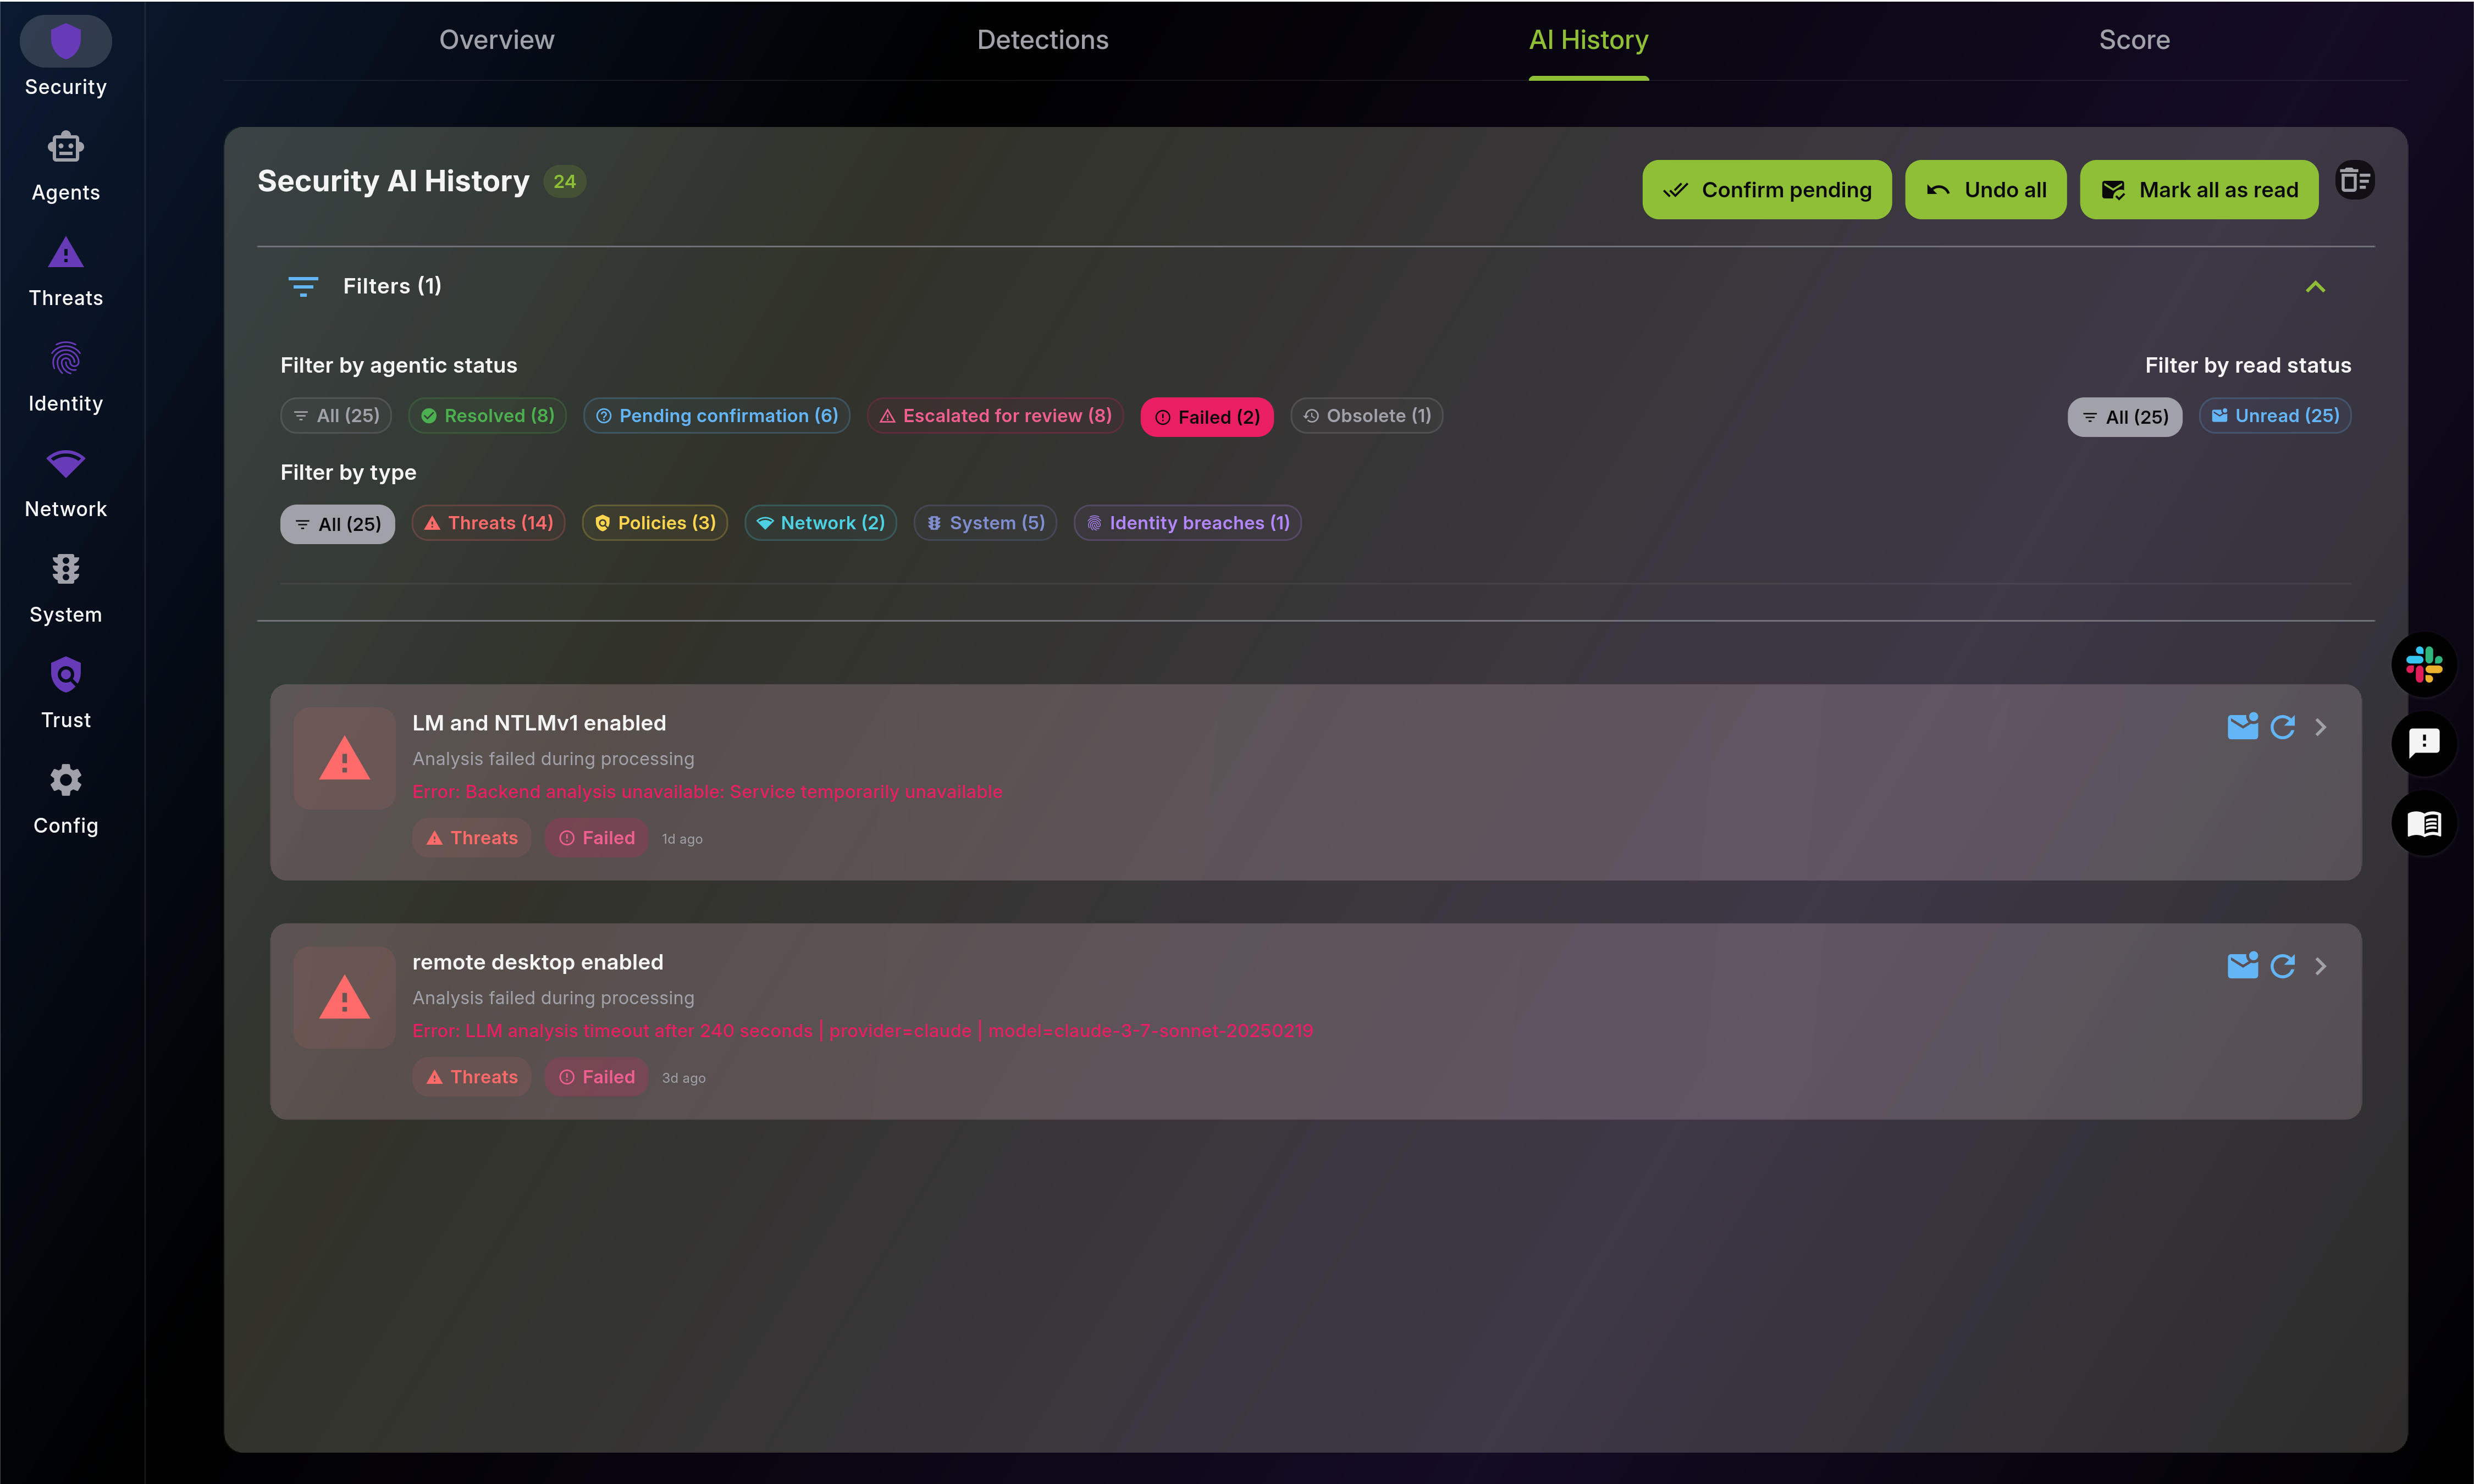 Security
Agents
Threats
Identity
Network
System
Trust
Config
Overview Detections AI History Score
Security AI History 24
Confirm pending Undo all Mark all as read
Filters (1)
Filter by agentic status Filter by read status
All (25) Resolved (8) Pending confirmation (6) Escalated for review (8) Failed (2) Obsolete (1) All (25) Unread (25)
Filter by type
All (25) Threats (14) Policies (3) Network (2) System (5) Identity breaches (1)
LM and NTLMv1 enabled
Analysis failed during processing
Error: Backend analysis unavailable: Service temporarily unavailable
Threats Failed 1d ago
remote desktop enabled
Analysis failed during processing
Error: LLM analysis timeout after 240 seconds | provider=claude | model=claude-3-7-sonnet-20250219
Threats Failed 3d ago